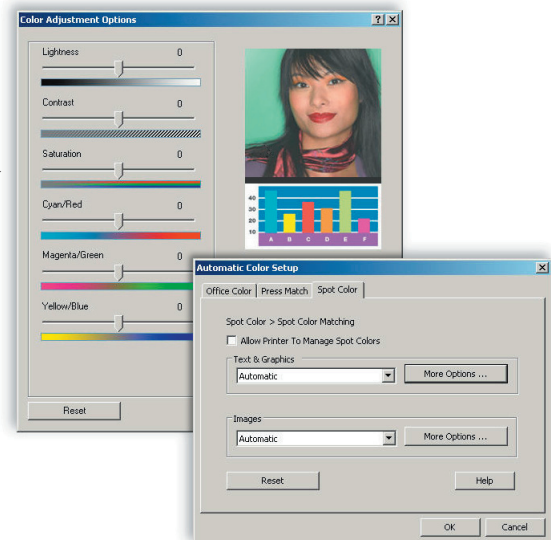 Color Adjustment Options
Lightness 0
Contrast 0
Saturation 0
Cyan/Red 0
Magenta/Green 0
Yellow/Blue 0
Reset
40
30
20
10
A B C D E F
Automatic Color Setup
Office Color Press Match Spot Color
Spot Color > Spot Color Matching
Allow Printer To Manage Spot Colors
Text & Graphics
Automatic More Options ...
Images
Automatic More Options ...
Reset Help
OK Cancel